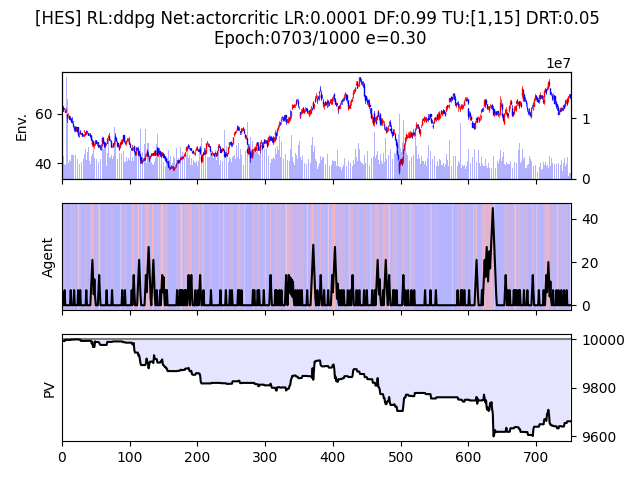 [HES] RL:ddpg Net:actorcritic LR:0.0001 DF:0.99 TU:[1,15] DRT:0.05
Epoch:0703/1000 e=0.30
1e7
Env.
60
40
1
0
Agent
40
20
0
PV
10000
9800
9600
0 100 200 300 400 500 600 700